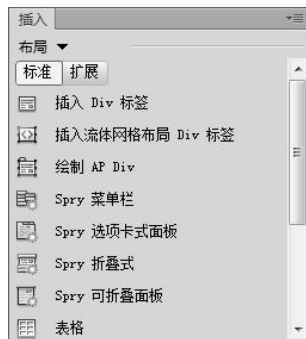 插入
布局
标准 扩展
插入 Div 标签
插入流体网格布局 Div 标签
绘制 AP Div
Spry 菜单栏
Spry 选项卡式面板
Spry 折叠式
Spry 可折叠面板
表格